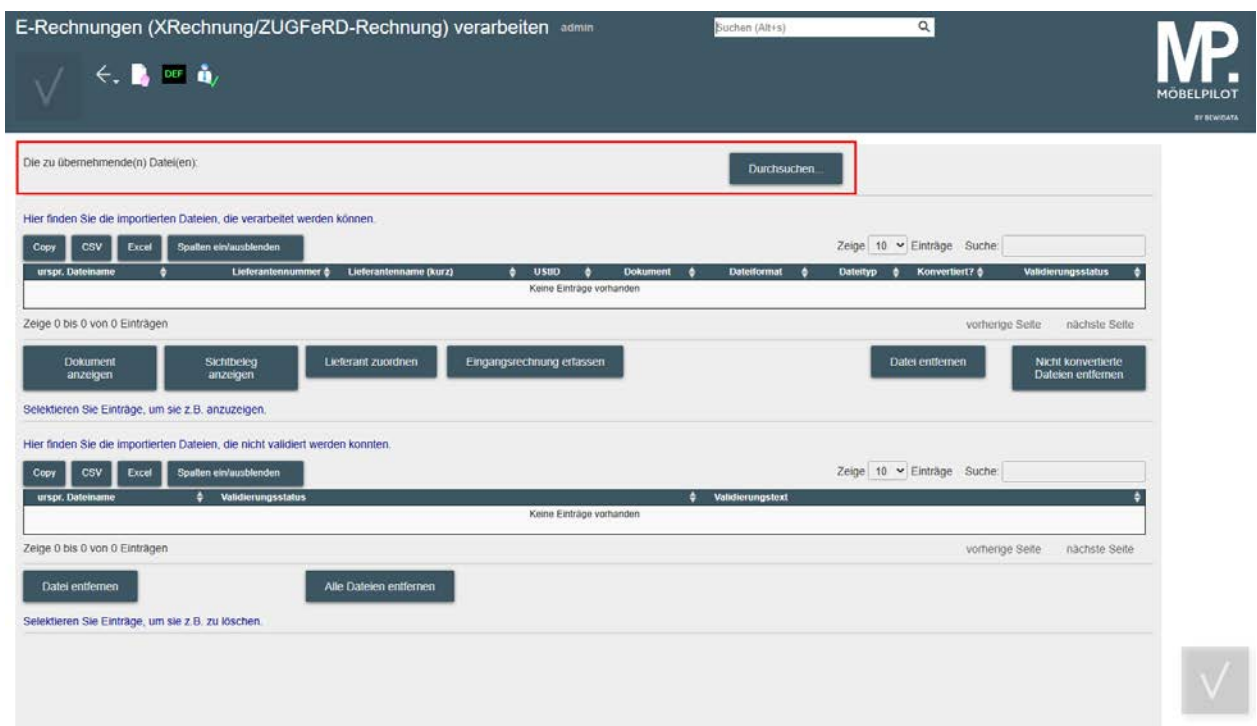 E-Rechnungen (XRechnung/ZUGFeRD-Rechnung) verarbeiten admin
Suchen (Alt+s)
DEF
MP.
MÖBELPILOT
BY BEWIDATA
Die zu übernehmende(n) Datei(en):
Durchsuchen...
Hier finden Sie die importierten Dateien, die verarbeitet werden können.
Copy CSV Excel Spalten ein/ausblenden Zeige 10 Einträge Suche:
urspr. Dateiname Lieferantennummer Lieferantenname (kurz) UStID Dokument Dateiformat Dateityp Konvertiert? Validierungsstatus
Keine Einträge vorhanden
Zeige 0 bis 0 von 0 Einträgen vorherige Seite nächste Seite
Dokument anzeigen Sichtbeleg anzeigen Lieferant zuordnen Eingangsrechnung erfassen Datei entfernen Nicht konvertierte Dateien entfernen
Selektieren Sie Einträge, um sie z.B. anzuzeigen.
Hier finden Sie die importierten Dateien, die nicht validiert werden konnten.
Copy CSV Excel Spalten ein/ausblenden Zeige 10 Einträge Suche:
urspr. Dateiname Validierungsstatus Validierungstext
Keine Einträge vorhanden
Zeige 0 bis 0 von 0 Einträgen vorherige Seite nächste Seite
Datei entfernen Alle Dateien entfernen
Selektieren Sie Einträge, um sie z.B. zu löschen.